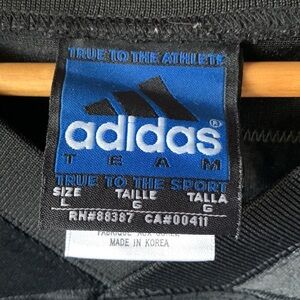 TRUE TO THE ATHLETE
adidas®
TEAM
TRUE TO THE SPORT
SIZE TAILLE TALLA
L G G
RN#88387 CA#00411
MADE IN KOREA